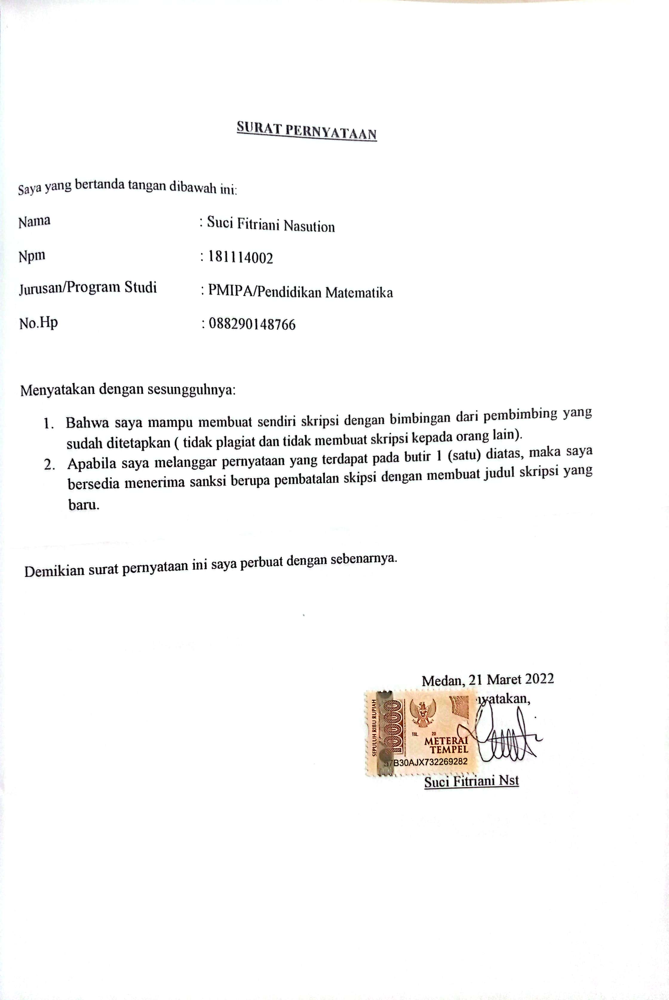 SURAT PERNYATAAN
Saya yang bertanda tangan dibawah ini:
Nama : Suci Fitriani Nasution
Npm : 181114002
Jurusan/Program Studi : PMIPA/Pendidikan Matematika
No.Hp : 088290148766
Menyatakan dengan sesungguhnya:
1. Bahwa saya mampu membuat sendiri skripsi dengan bimbingan dari pembimbing yang
sudah ditetapkan ( tidak plagiat dan tidak membuat skripsi kepada orang lain).
2. Apabila saya melanggar pernyataan yang terdapat pada butir 1 (satu) diatas, maka saya
bersedia menerima sanksi berupa pembatalan skipsi dengan membuat judul skripsi yang
baru.
Demikian surat pernyataan ini saya perbuat dengan sebenarnya.
Medan, 21 Maret 2022
yatakan,
SEPULUH RIBU RUPIAH
10000
TGL. 20
METERAI
TEMPEL
57B30AJX732269282
Suci Fitriani Nst